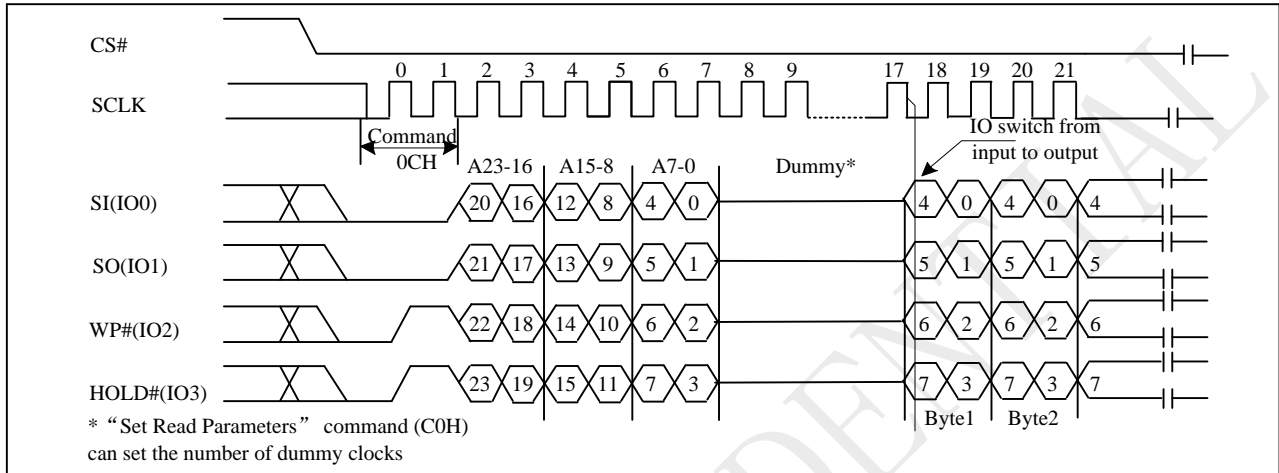 CS#
0 1 2 3 4 5 6 7 8 9 17 18 19 20 21
SCLK
Command
0CH
IO switch from
input to output
A23-16 A15-8 A7-0 Dummy*
SI(IO0) 20 16 12 8 4 0 4 0 4 0 4
SO(IO1) 21 17 13 9 5 1 5 1 5 1 5
WP#(IO2) 22 18 14 10 6 2 6 2 6 2 6
HOLD#(IO3) 23 19 15 11 7 3 7 3 7 3 7
Byte1 Byte2
* “Set Read Parameters” command (C0H)
can set the number of dummy clocks
DENTIAL